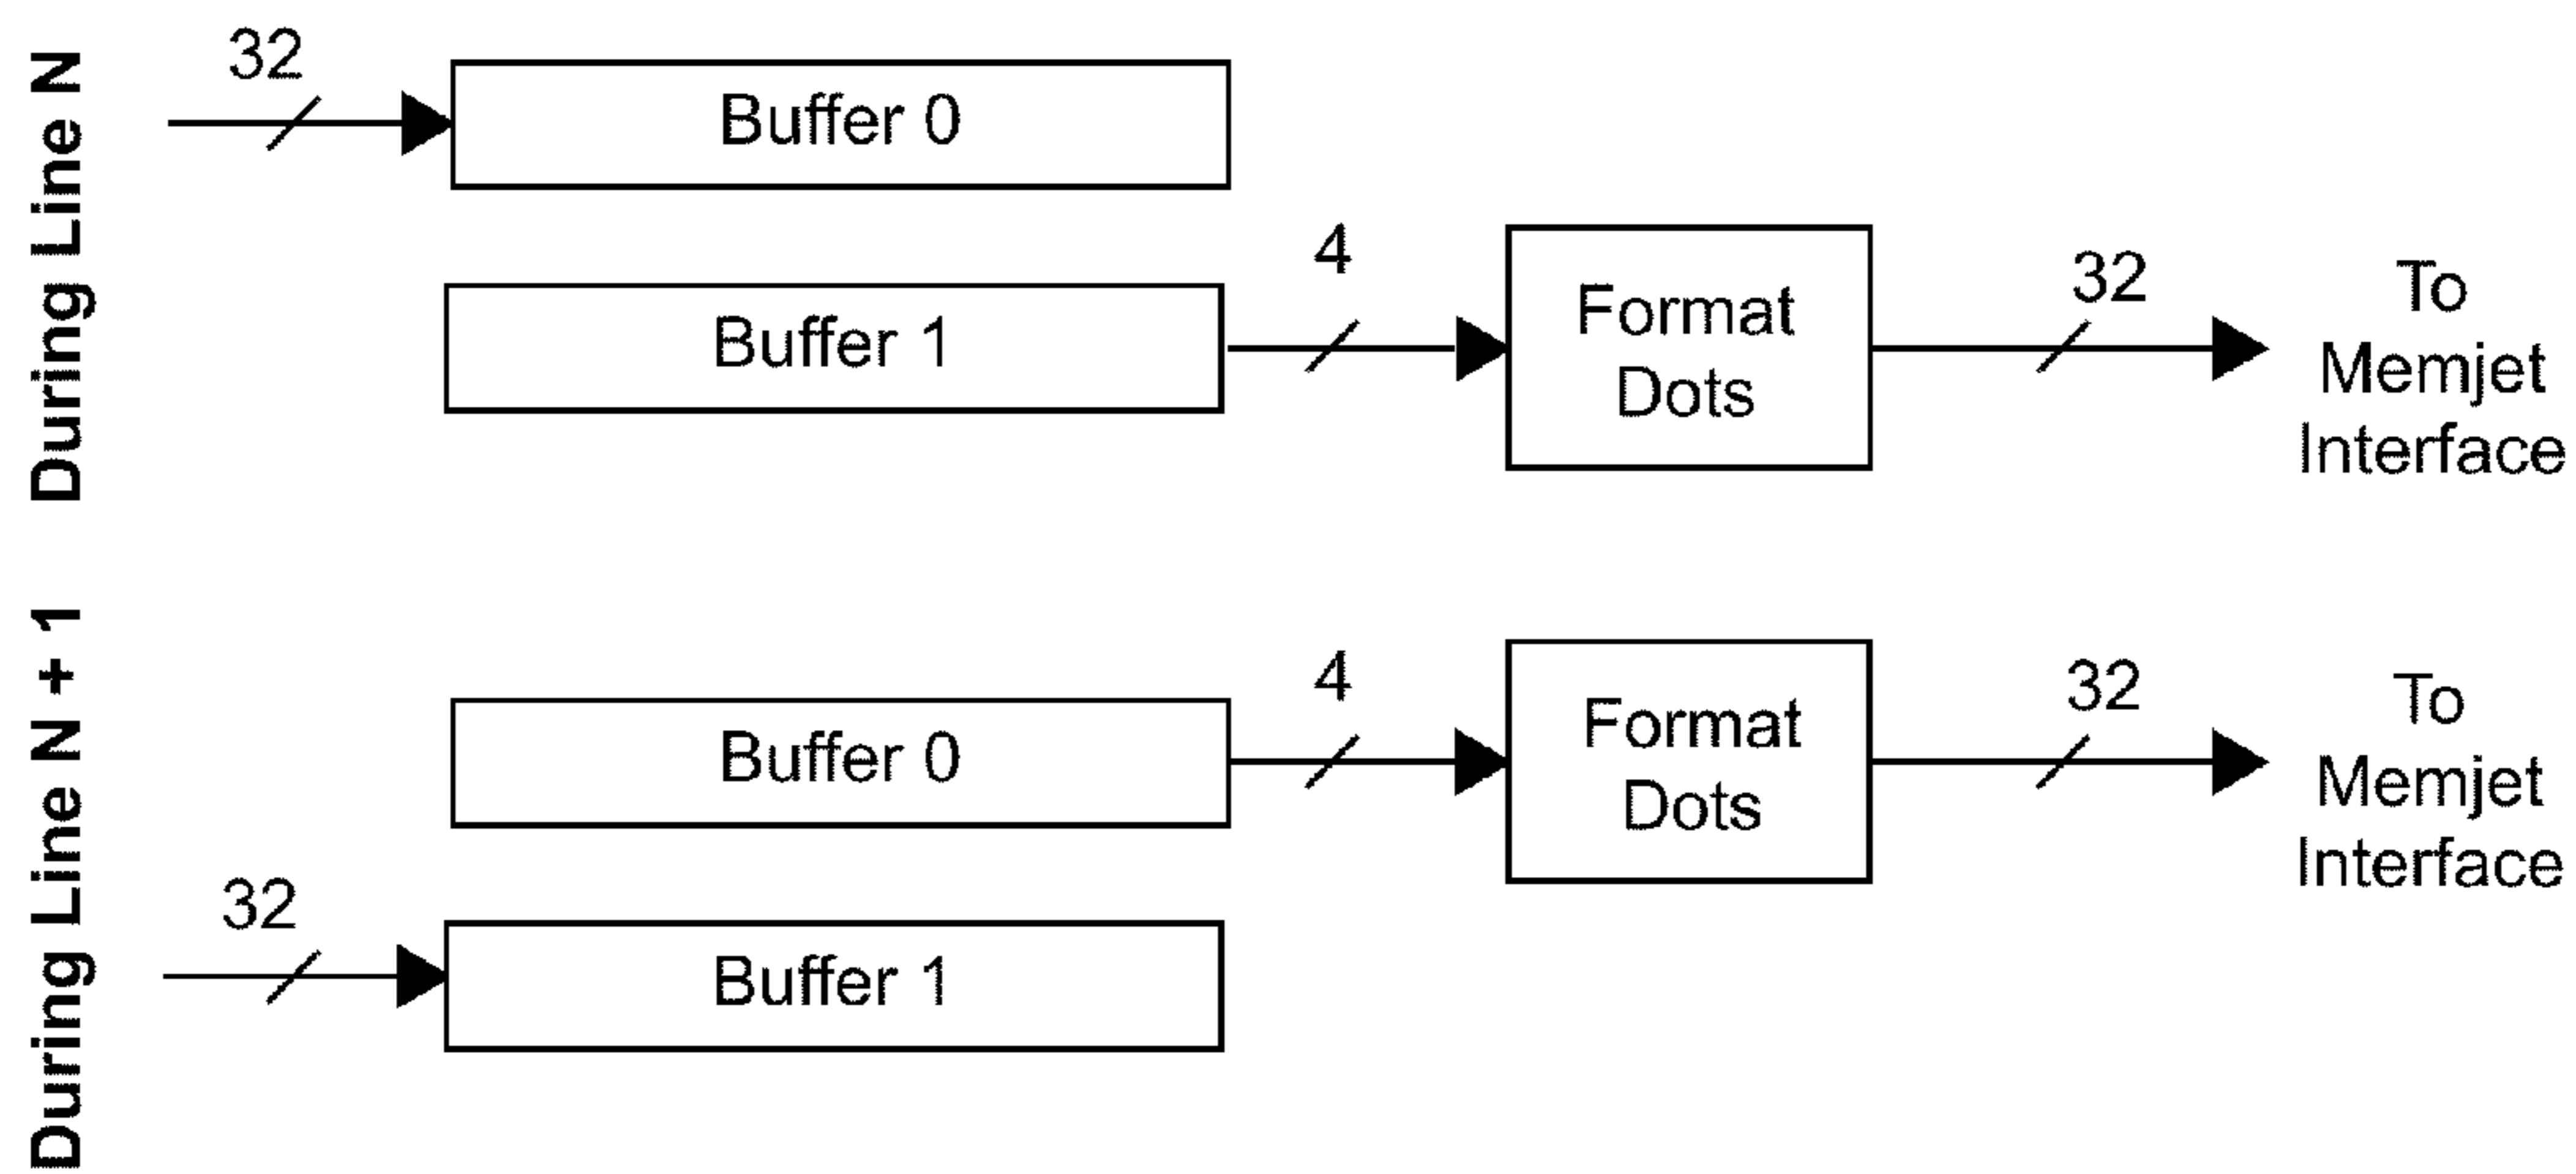 During Line N
32
Buffer 0
Buffer 1
4
Format
Dots
32
To
Memjet
Interface
During Line N + 1
Buffer 0
4
Format
Dots
32
To
Memjet
Interface
32
Buffer 1